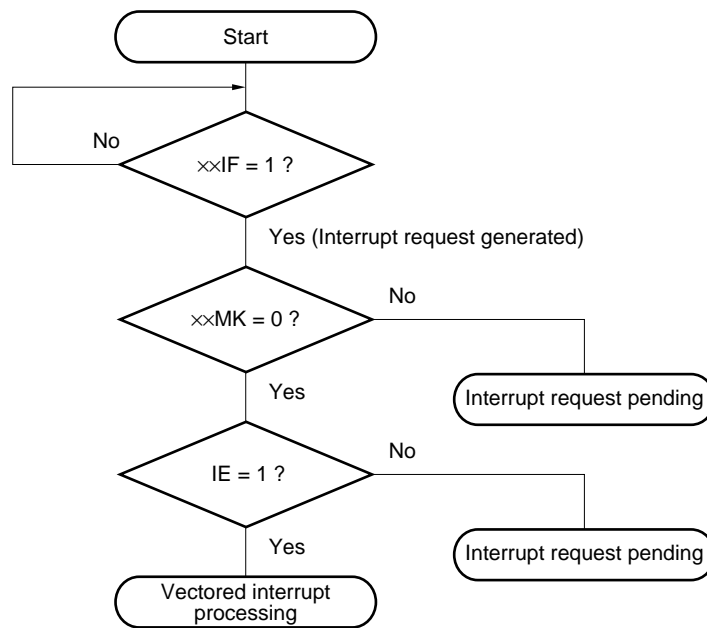 Start
No
××IF = 1 ?
Yes (Interrupt request generated)
××MK = 0 ?
No
Interrupt request pending
Yes
IE = 1 ?
No
Interrupt request pending
Yes
Vectored interrupt
processing